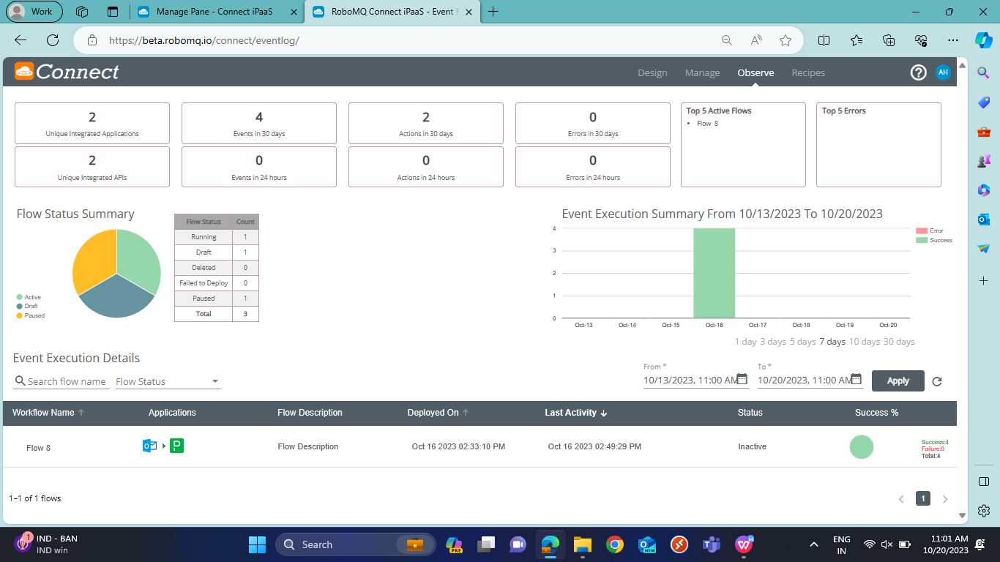 Work
Manage Pane - Connect iPaaS
RoboMQ Connect iPaaS - Event
https://beta.robomq.io/connect/eventlog/
Connect
Design
Manage
Observe
Recipes
AH
2
Unique Integrated Applications
4
Events in 30 days
2
Actions in 30 days
0
Errors in 30 days
Top 5 Active Flows
• Flow 8
Top 5 Errors
2
Unique Integrated APIs
0
Events in 24 hours
0
Actions in 24 hours
0
Errors in 24 hours
Flow Status Summary
Active
Draft
Paused
Flow Status Count
Running 1
Draft 1
Deleted 0
Failed to Deploy 0
Paused 1
Total 3
Event Execution Summary From 10/13/2023 To 10/20/2023
4
3
2
1
0
Oct-13 Oct-14 Oct-15 Oct-16 Oct-17 Oct-18 Oct-19 Oct-20
Error
Success
1 day 3 days 5 days 7 days 10 days 30 days
Event Execution Details
Search flow name
Flow Status
From *
10/13/2023, 11:00 AM
To *
10/20/2023, 11:00 AM
Apply
Workflow Name Applications Flow Description Deployed On Last Activity Status Success %
Flow 8 Flow Description Oct 16 2023 02:33:10 PM Oct 16 2023 02:49:29 PM Inactive
Success:4
Failure:0
Total:4
1-1 of 1 flows
1
1
IND - BAN
IND win
Search
PRE
NEW
ENG
IN
11:01 AM
10/20/2023